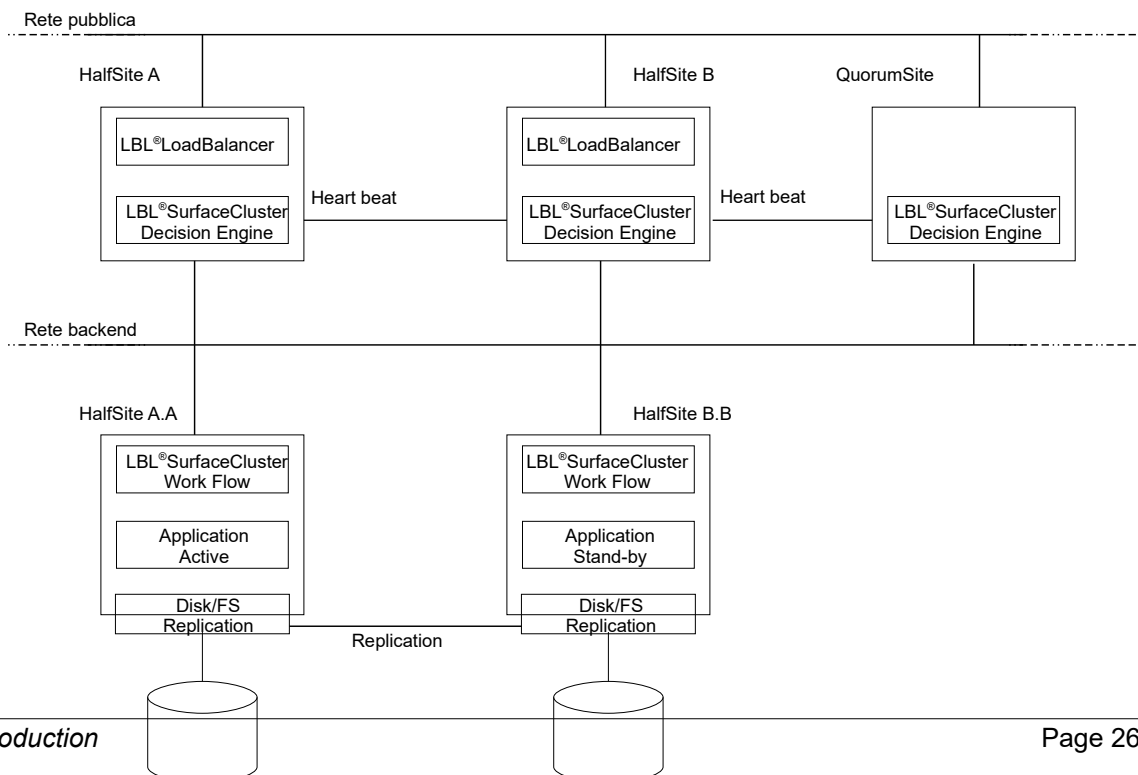 Rete pubblica
HalfSite A
HalfSite B
QuorumSite
LBL®LoadBalancer
LBL®LoadBalancer
Heart beat
Heart beat
LBL®SurfaceCluster
Decision Engine
LBL®SurfaceCluster
Decision Engine
LBL®SurfaceCluster
Decision Engine
Rete backend
HalfSite A.A
HalfSite B.B
LBL®SurfaceCluster
Work Flow
LBL®SurfaceCluster
Work Flow
Application
Active
Application
Stand-by
Disk/FS
Replication
Replication
Disk/FS
Replication
oduction
Page 26